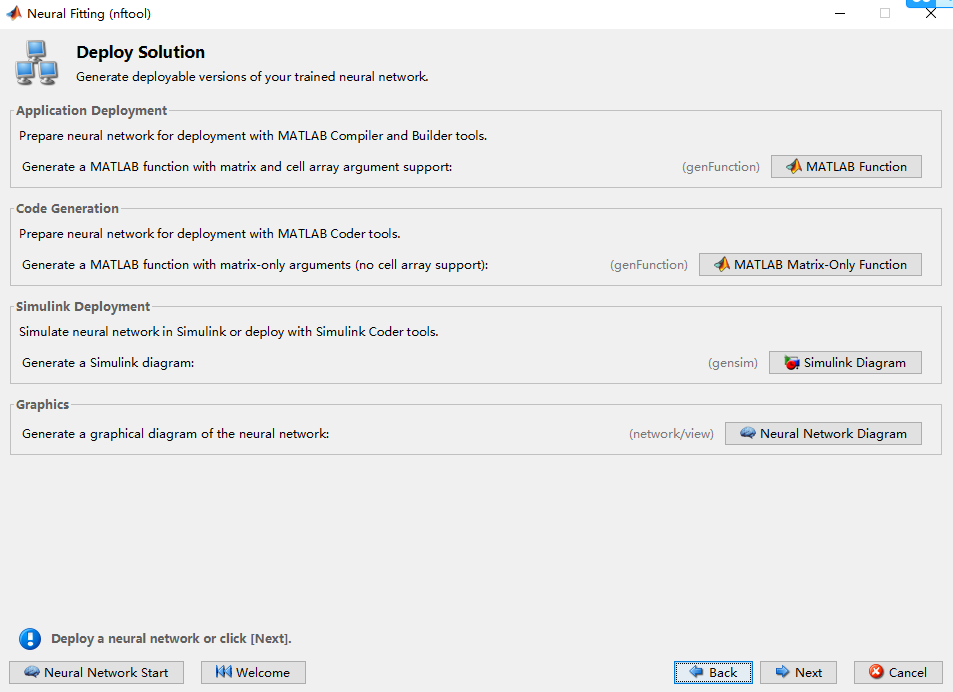 Neural Fitting (nftool)
Deploy Solution
Generate deployable versions of your trained neural network.
Application Deployment
Prepare neural network for deployment with MATLAB Compiler and Builder tools.
Generate a MATLAB function with matrix and cell array argument support: (genFunction) MATLAB Function
Code Generation
Prepare neural network for deployment with MATLAB Coder tools.
Generate a MATLAB function with matrix-only arguments (no cell array support): (genFunction) MATLAB Matrix-Only Function
Simulink Deployment
Simulate neural network in Simulink or deploy with Simulink Coder tools.
Generate a Simulink diagram: (gensim) Simulink Diagram
Graphics
Generate a graphical diagram of the neural network: (network/view) Neural Network Diagram
Deploy a neural network or click [Next].
Neural Network Start Welcome Back Next Cancel